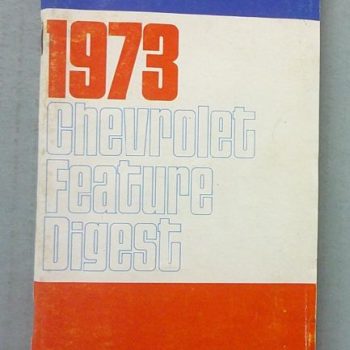 1973
Chevrolet
Feature
Digest